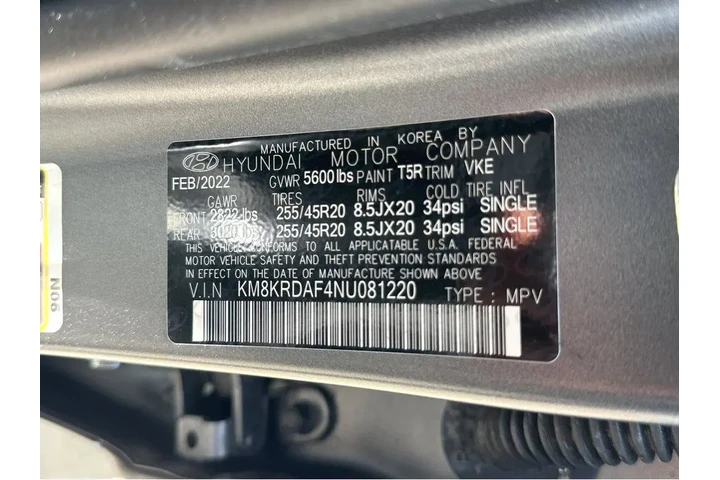 MANUFACTURED IN KOREA BY
HYUNDAI MOTOR COMPANY
FEB/2022 GVWR 5600 lbs PAINT T5R TRIM VKE
GAWR TIRES RIMS COLD TIRE INFL
FRONT 2822 lbs 255/45R20 8.5JX20 34psi SINGLE
REAR 3020 lbs 255/45R20 8.5JX20 34psi SINGLE
THIS VEHICLE CONFORMS TO ALL APPLICABLE U.S.A. FEDERAL
MOTOR VEHICLE SAFETY AND THEFT PREVENTION STANDARDS
IN EFFECT ON THE DATE OF MANUFACTURE SHOWN ABOVE
V.I.N KM8KRDAF4NU081220 TYPE : MPV
N06